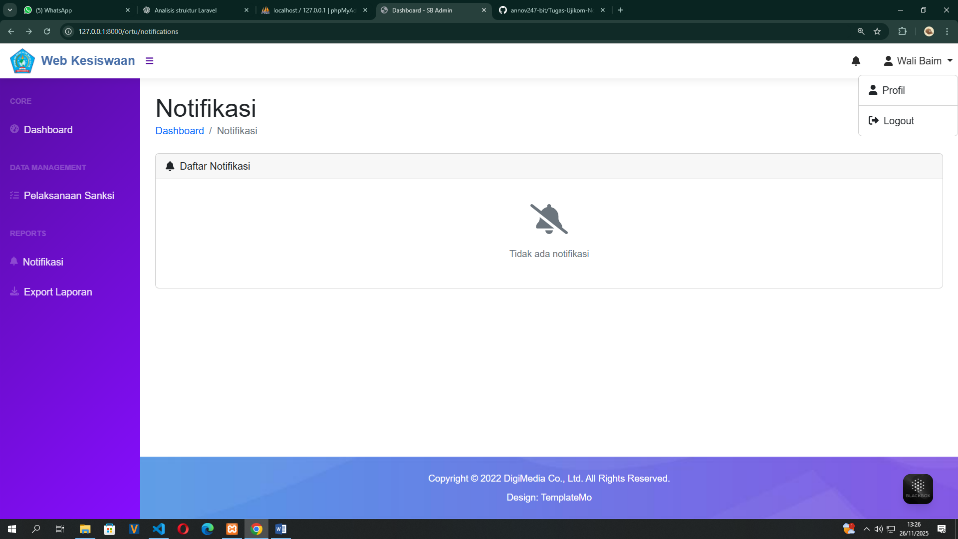 (5) WhatsApp
Analisis struktur Laravel
localhost / 127.0.0.1 | phpMyAd
Dashboard - SB Admin
annov247-bit/Tugas-Ujikom-N
127.0.0.1:8000/ortu/notifications
Web Kesiswaan
Wali Baim
Profil
Logout
CORE
Dashboard
DATA MANAGEMENT
Pelaksanaan Sanksi
REPORTS
Notifikasi
Export Laporan
Notifikasi
Dashboard / Notifikasi
Daftar Notifikasi
Tidak ada notifikasi
Copyright © 2022 DigiMedia Co., Ltd. All Rights Reserved.
Design: TemplateMo
BLACKBOX
13:26
26/11/2025